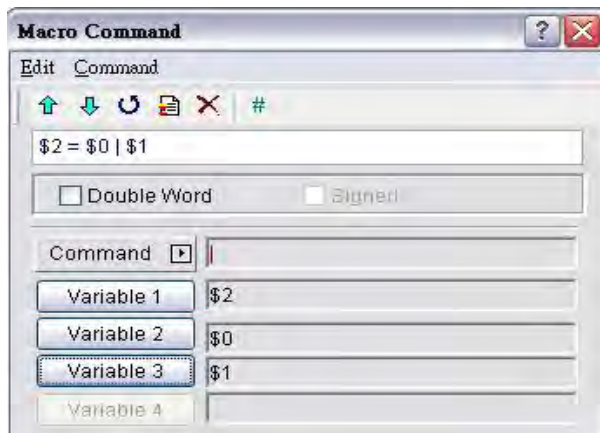 Macro Command
Edit Command
#
$2 = $0 | $1
Double Word Signed
Command |
Variable 1 $2
Variable 2 $0
Variable 3 $1
Variable 4